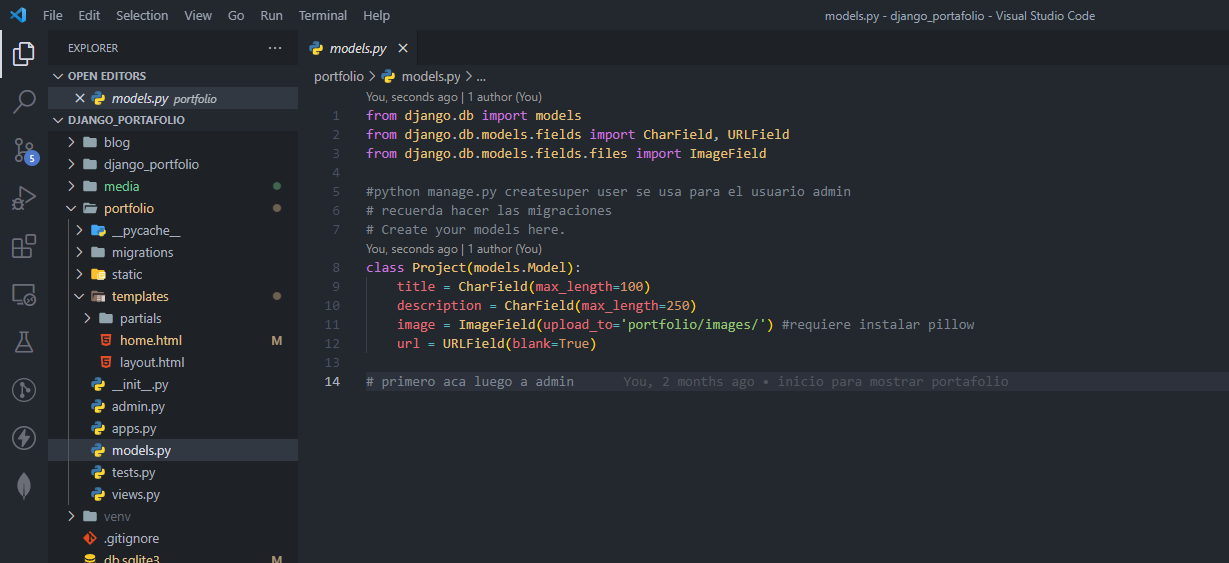 File Edit Selection View Go Run Terminal Help models.py - django_portafolio - Visual Studio Code
EXPLORER ···
OPEN EDITORS
models.py portfolio
DJANGO_PORTAFOLIO
blog
django_portfolio
media
portfolio
__pycache__
migrations
static
templates
partials
home.html M
layout.html
__init__.py
admin.py
apps.py
models.py
tests.py
views.py
venv
.gitignore
db.sqlite3 M
5
models.py
portfolio > models.py > ...
You, seconds ago | 1 author (You)
1 from django.db import models
2 from django.db.models.fields import CharField, URLField
3 from django.db.models.fields.files import ImageField
4
5 #python manage.py createsuper user se usa para el usuario admin
6 # recuerda hacer las migraciones
7 # Create your models here.
You, seconds ago | 1 author (You)
8 class Project(models.Model):
9 title = CharField(max_length=100)
10 description = CharField(max_length=250)
11 image = ImageField(upload_to='portfolio/images/') #requiere instalar pillow
12 url = URLField(blank=True)
13
14 # primero aca luego a admin You, 2 months ago • inicio para mostrar portafolio